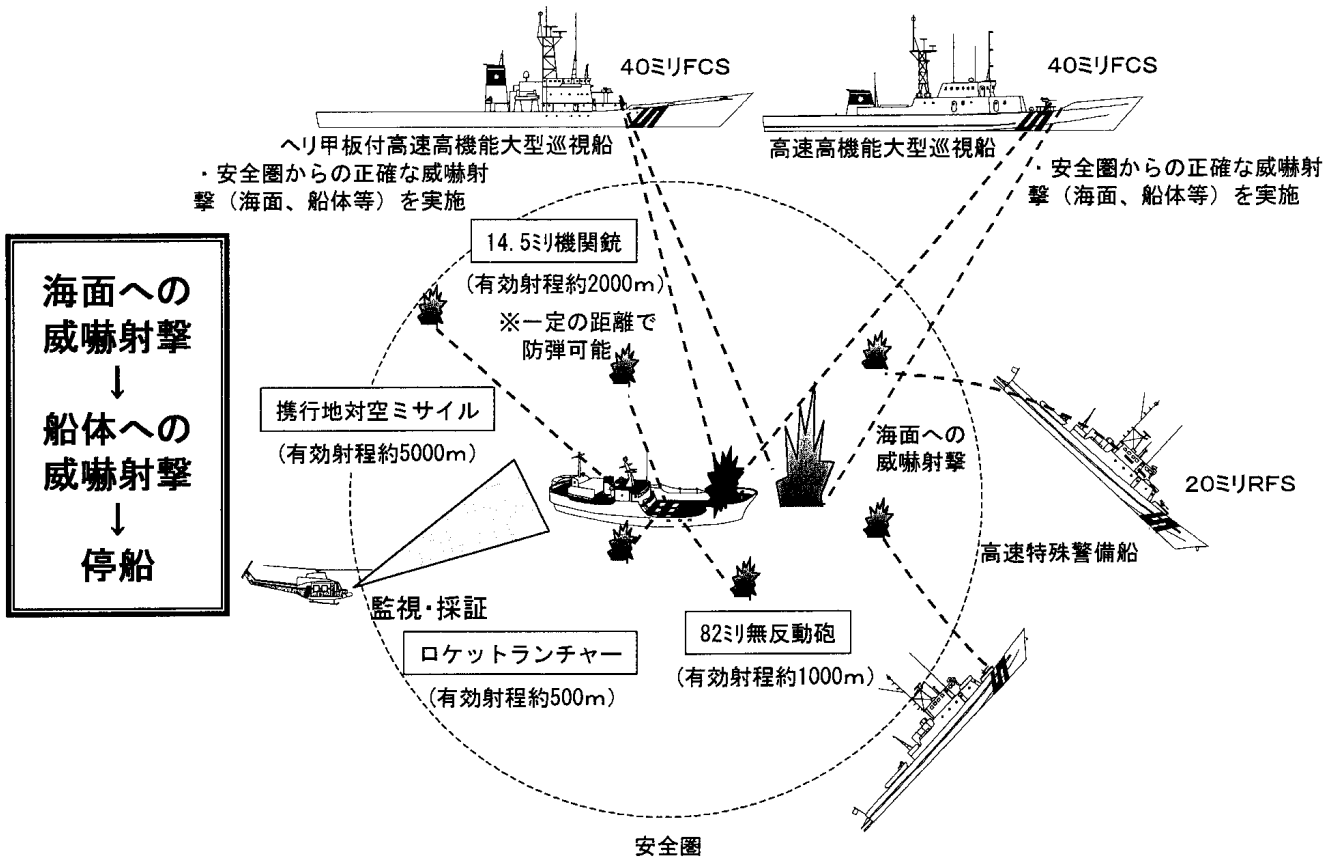 40ミリFCS
40ミリFCS
ヘリ甲板付高速高機能大型巡視船
・安全圏からの正確な威嚇射
撃（海面、船体等）を実施
高速高機能大型巡視船
・安全圏からの正確な威嚇射
撃（海面、船体等）を実施
海面への
威嚇射撃
↓
船体への
威嚇射撃
↓
停船
14.5ミリ機関銃
(有効射程約2000m)
※一定の距離で
防弾可能
携行地対空ミサイル
(有効射程約5000m)
海面への
威嚇射撃
20ミリRFS
高速特殊警備船
監視・採証
ロケットランチャー
(有効射程約500m)
82ミリ無反動砲
(有効射程約1000m)
安全圏